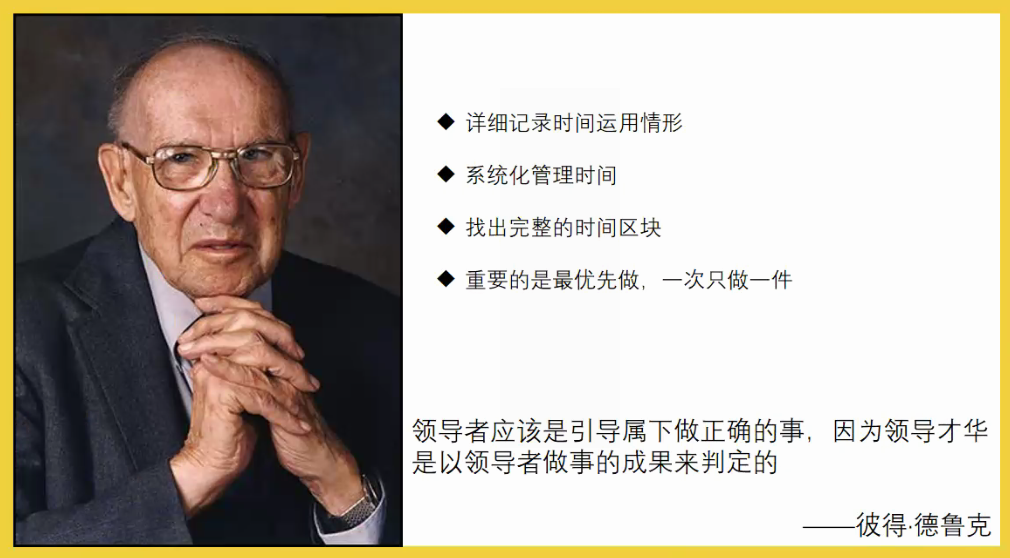 ◆ 详细记录时间运用情形
◆ 系统化管理时间
◆ 找出完整的时间区块
◆ 重要的是最优先做，一次只做一件
领导者应该是引导属下做正确的事，因为领导才华
是以领导者做事的成果来判定的
——彼得·德鲁克